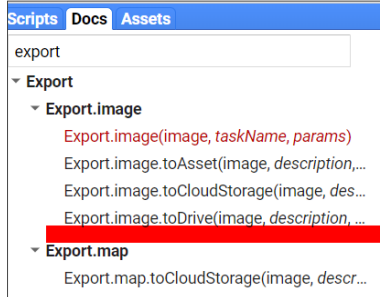 Scripts Docs Assets
export
Export
Export.image
Export.image(image, taskName, params)
Export.image.toAsset(image, description,...
Export.image.toCloudStorage(image, des...
Export.image.toDrive(image, description, ...
Export.map
Export.map.toCloudStorage(image, descr...